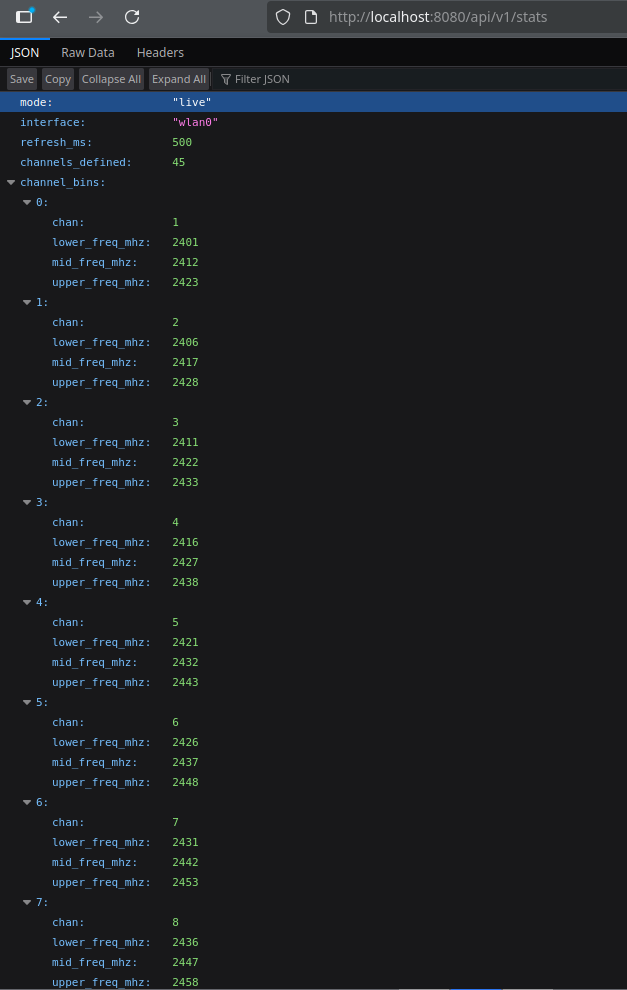 http://localhost:8080/api/v1/stats
JSON Raw Data Headers
Save Copy Collapse All Expand All Filter JSON
mode: "live"
interface: "wlan0"
refresh_ms: 500
channels_defined: 45
channel_bins:
0:
chan: 1
lower_freq_mhz: 2401
mid_freq_mhz: 2412
upper_freq_mhz: 2423
1:
chan: 2
lower_freq_mhz: 2406
mid_freq_mhz: 2417
upper_freq_mhz: 2428
2:
chan: 3
lower_freq_mhz: 2411
mid_freq_mhz: 2422
upper_freq_mhz: 2433
3:
chan: 4
lower_freq_mhz: 2416
mid_freq_mhz: 2427
upper_freq_mhz: 2438
4:
chan: 5
lower_freq_mhz: 2421
mid_freq_mhz: 2432
upper_freq_mhz: 2443
5:
chan: 6
lower_freq_mhz: 2426
mid_freq_mhz: 2437
upper_freq_mhz: 2448
6:
chan: 7
lower_freq_mhz: 2431
mid_freq_mhz: 2442
upper_freq_mhz: 2453
7:
chan: 8
lower_freq_mhz: 2436
mid_freq_mhz: 2447
upper_freq_mhz: 2458